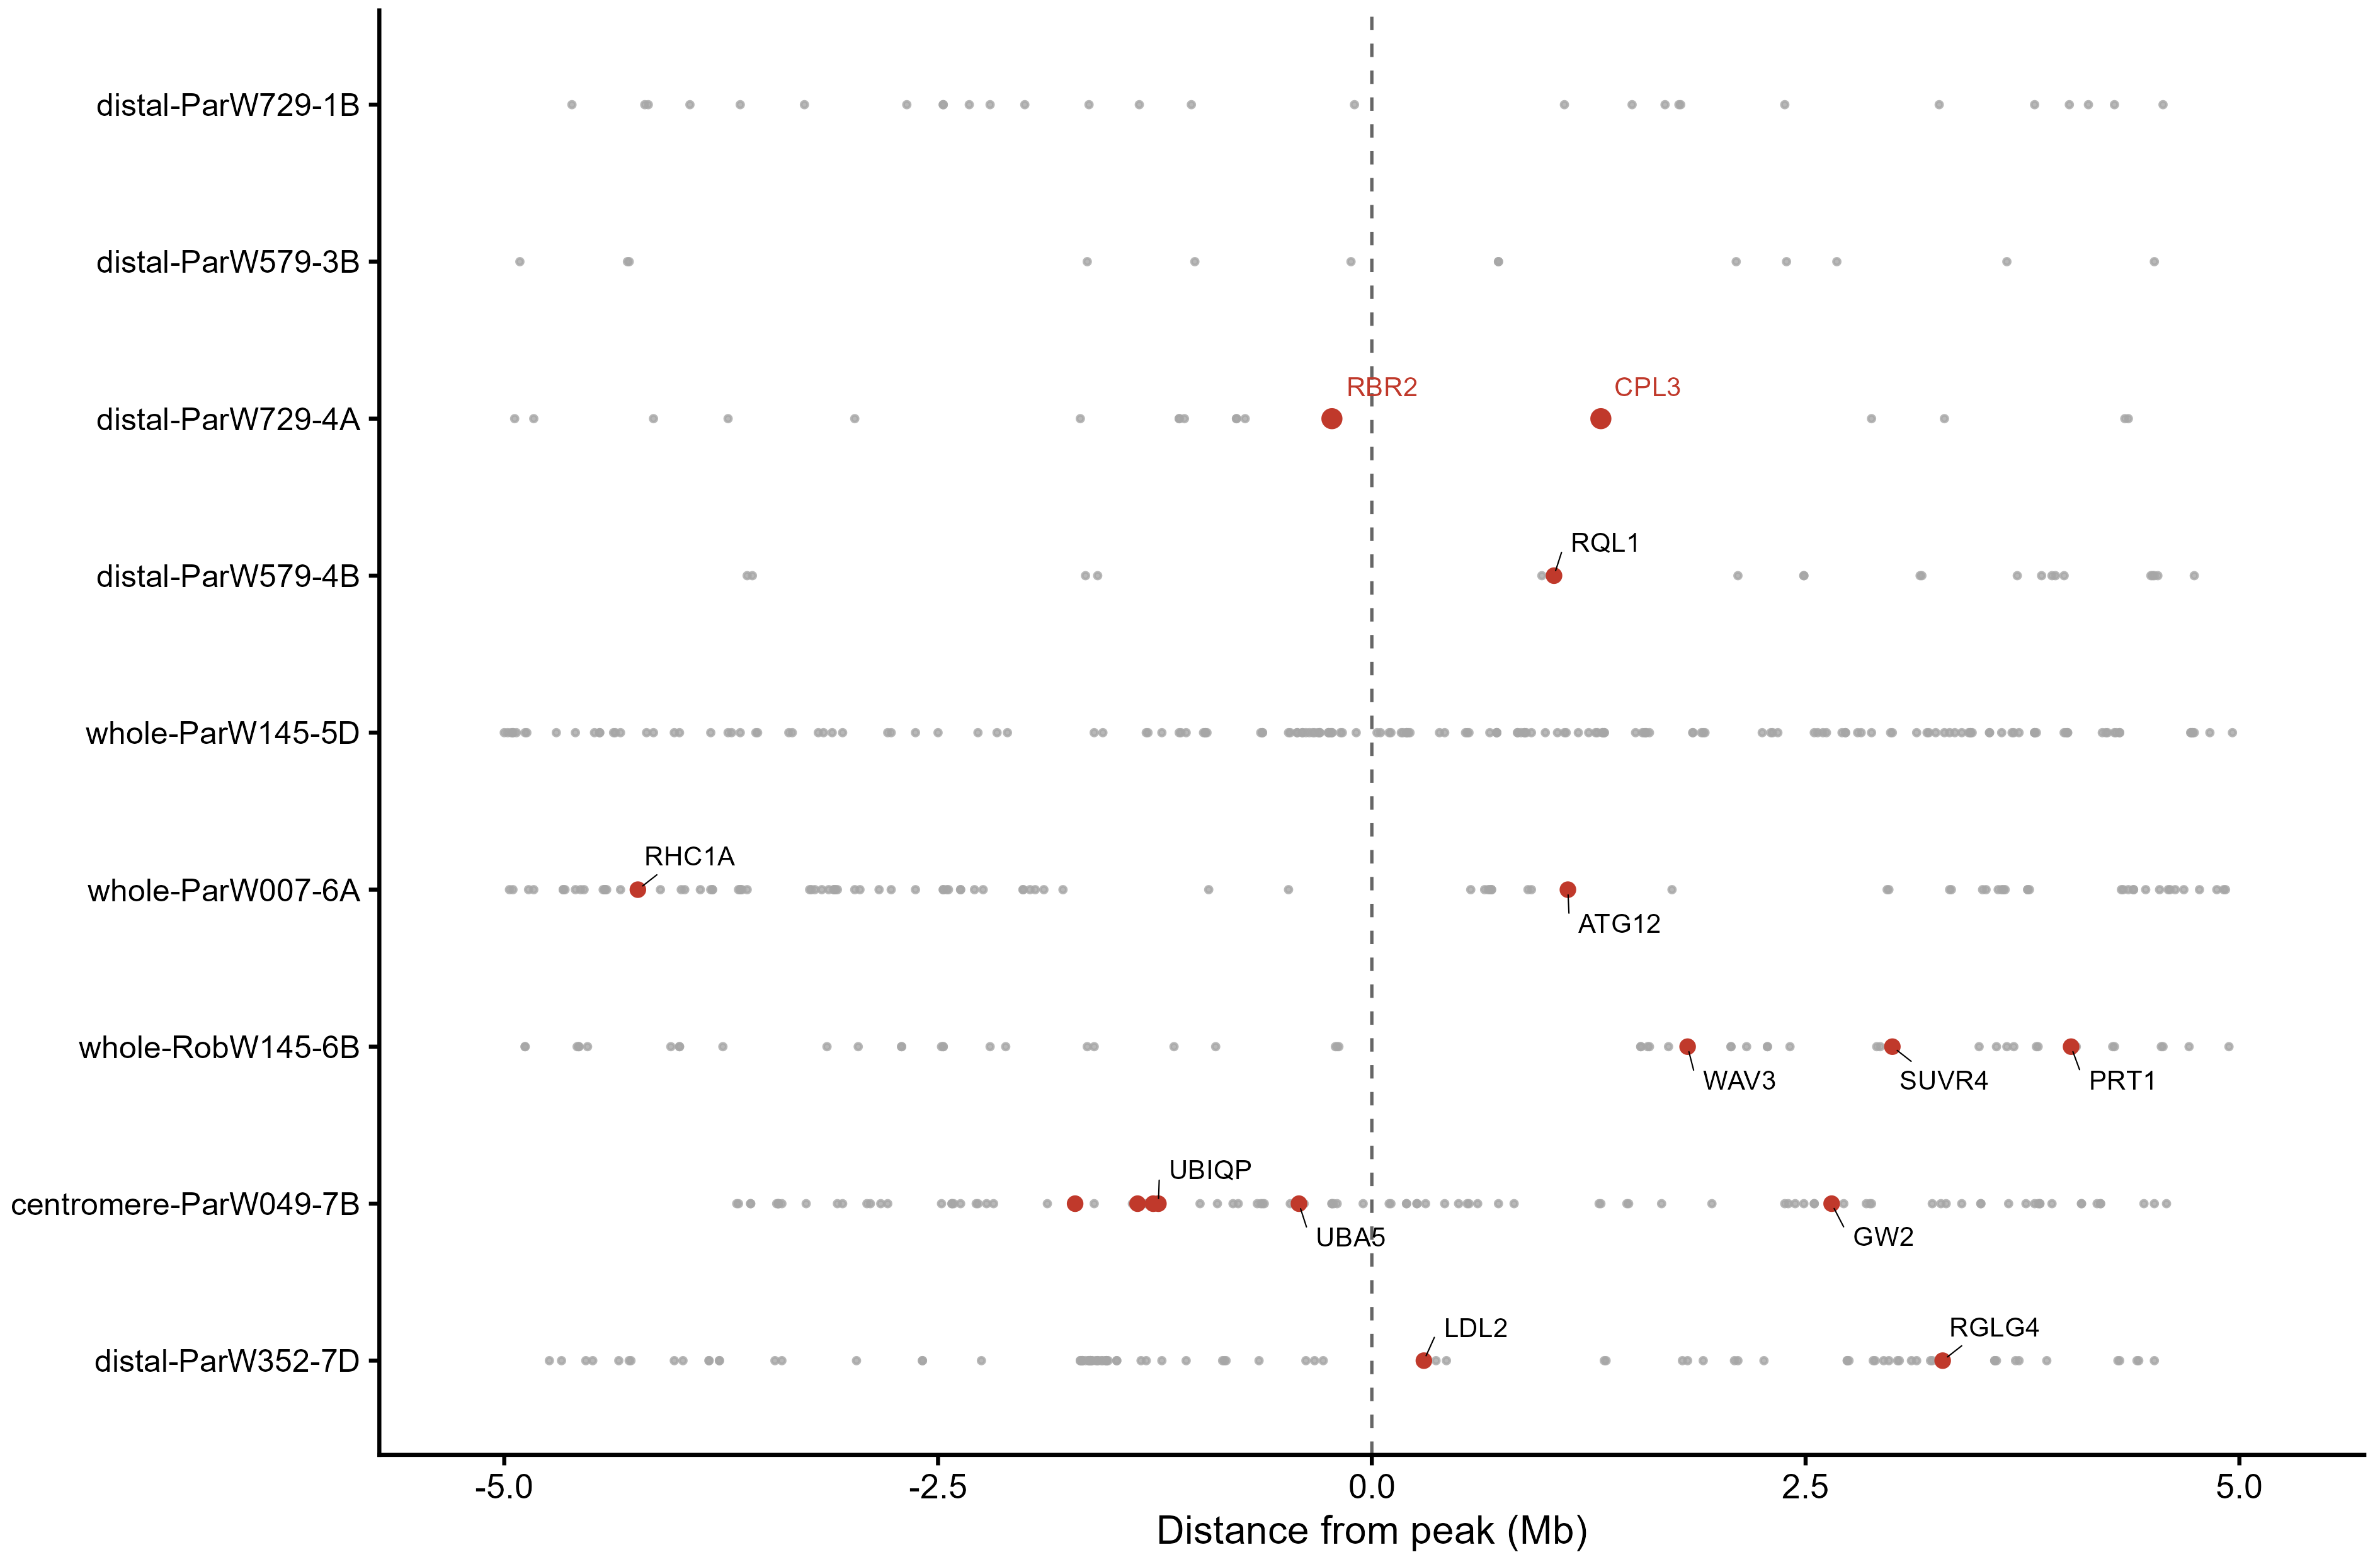 distal-ParW729-1B
distal-ParW579-3B
RBR2 CPL3
distal-ParW729-4A
RQL1
distal-ParW579-4B
whole-ParW145-5D
RHC1A
whole-ParW007-6A
ATG12
whole-RobW145-6B
WAV3 SUVR4 PRT1
UBIQP
centromere-ParW049-7B
UBA5 GW2
LDL2 RGLG4
distal-ParW352-7D
-5.0 -2.5 0.0 2.5 5.0
Distance from peak (Mb)